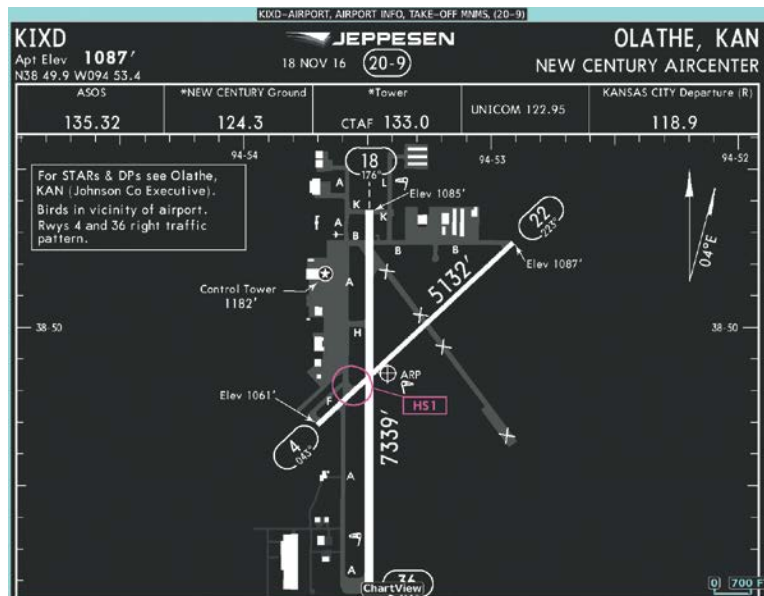 KIXD-AIRPORT, AIRPORT INFO, TAKE-OFF MNMS, (20-9)
KIXD
Apt Elev 1087'
N38 49.9 W094 53.4
JEPPESEN
18 NOV 16 20-9
OLATHE, KAN
NEW CENTURY AIRCENTER
ASOS
135.32
*NEW CENTURY Ground
124.3
*Tower
CTAF 133.0
UNICOM 122.95
KANSAS CITY Departure (R)
118.9
94-54
94-53
94-52
For STARs & DPs see Olathe,
KAN (Johnson Co Executive).
Birds in vicinity of airport.
Rwys 4 and 36 right traffic
pattern.
18
176°
A
L
K
K
Elev 1085'
A
B
B
B
22
223°
Elev 1087'
04°E
Control Tower
1182'
A
5132'
38-50
38-50
H
ARP
Elev 1061'
F
HS1
4
043°
7339'
A
A
36
ChartView
0 700 F